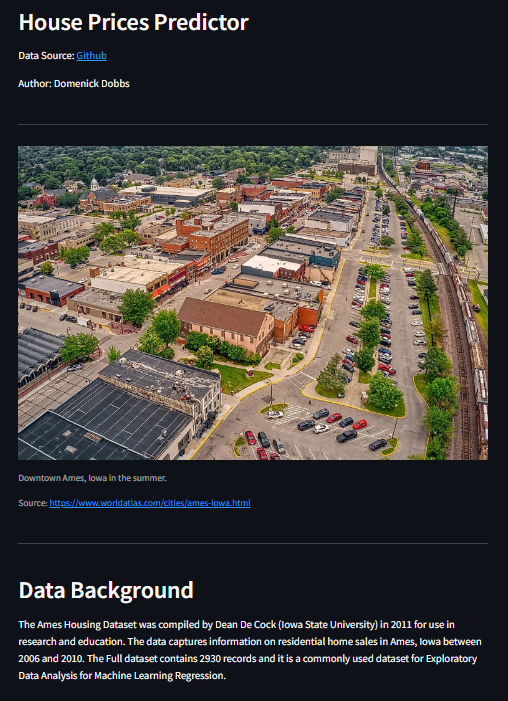 House Prices Predictor
Data Source: Github
Author: Domenick Dobbs
Downtown Ames, Iowa in the summer.
Source: https://www.worldatlas.com/cities/ames-iowa.html
Data Background
The Ames Housing Dataset was compiled by Dean De Cock (Iowa State University) in 2011 for use in
research and education. The data captures information on residential home sales in Ames, Iowa between
2006 and 2010. The Full dataset contains 2930 records and it is a commonly used dataset for Exploratory
Data Analysis for Machine Learning Regression.